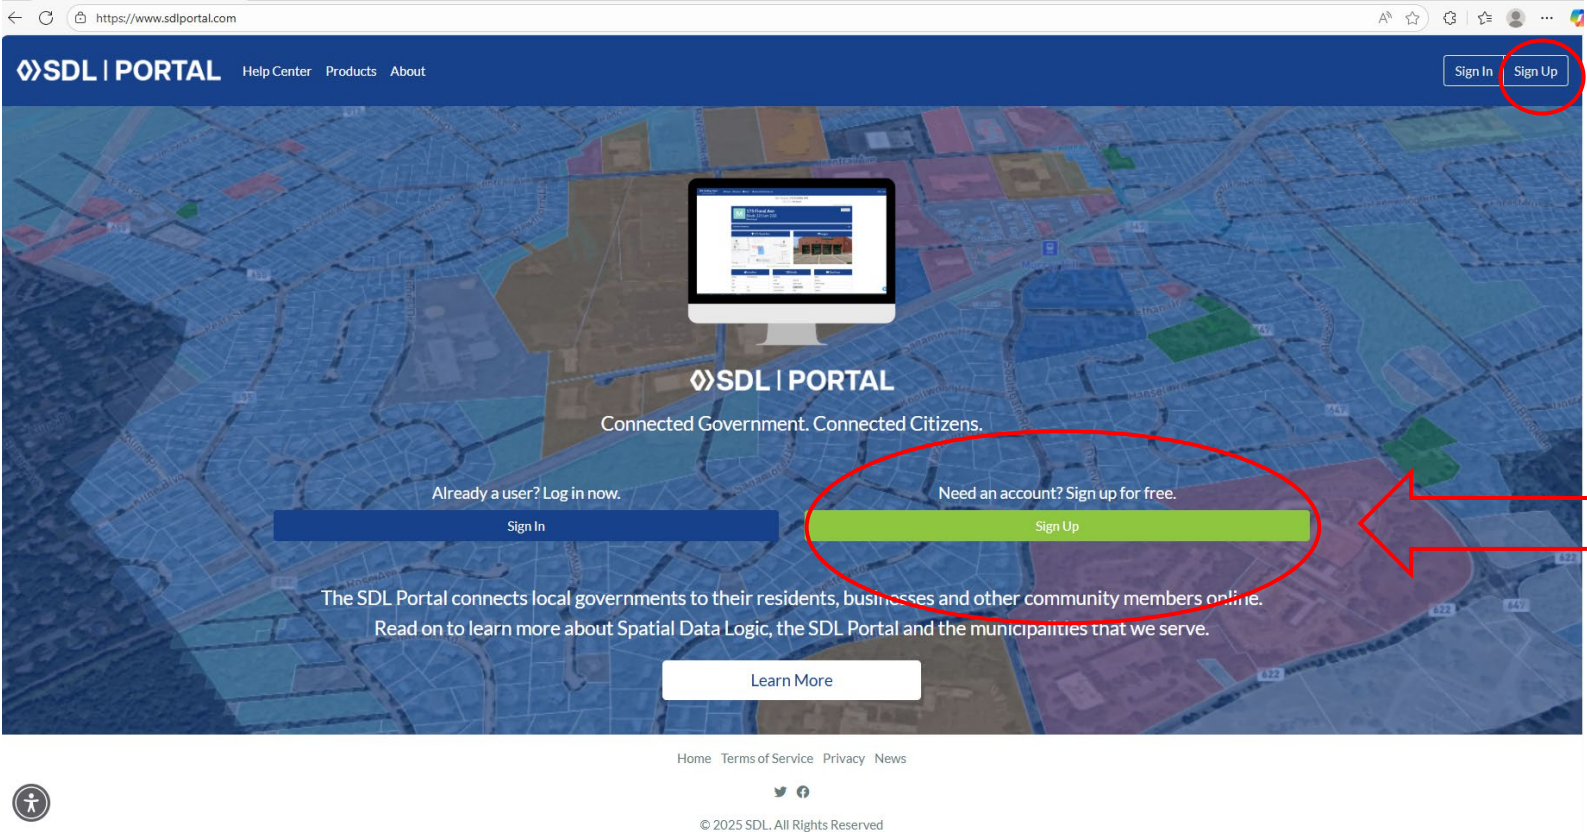 https://www.sdlportal.com
SDL | PORTAL Help Center Products About Sign In Sign Up
SDL | PORTAL
Connected Government. Connected Citizens.
Already a user? Log in now.
Sign In
Need an account? Sign up for free.
Sign Up
The SDL Portal connects local governments to their residents, businesses and other community members online.
Read on to learn more about Spatial Data Logic, the SDL Portal and the municipalities that we serve.
Learn More
622
622
647
622
Home Terms of Service Privacy News
© 2025 SDL. All Rights Reserved